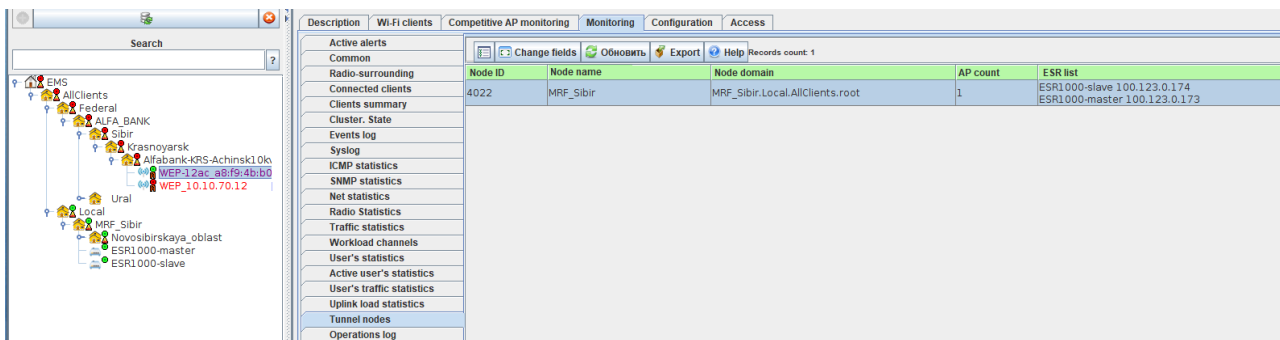 Search
?
EMS
AllClients
Federal
ALFA_BANK
Sibir
Krasnoyarsk
Alfabank-KRS-Achinsk10k
WEP-12ac_a8:f9:4b:b0
WEP_10.10.70.12
Ural
Local
MRF_Sibir
Novosibirskaya_oblast
ESR1000-master
ESR1000-slave
Description Wi-Fi clients Competitive AP monitoring Monitoring Configuration Access
Active alerts
Common
Radio-surrounding
Connected clients
Clients summary
Cluster. State
Events log
Syslog
ICMP statistics
SNMP statistics
Net statistics
Radio Statistics
Traffic statistics
Workload channels
User's statistics
Active user's statistics
User's traffic statistics
Uplink load statistics
Tunnel nodes
Operations log
Change fields Обновить Export Help Records count: 1
Node ID Node name Node domain AP count ESR list
4022 MRF_Sibir MRF_Sibir.Local.AllClients.root 1 ESR1000-slave 100.123.0.174
ESR1000-master 100.123.0.173